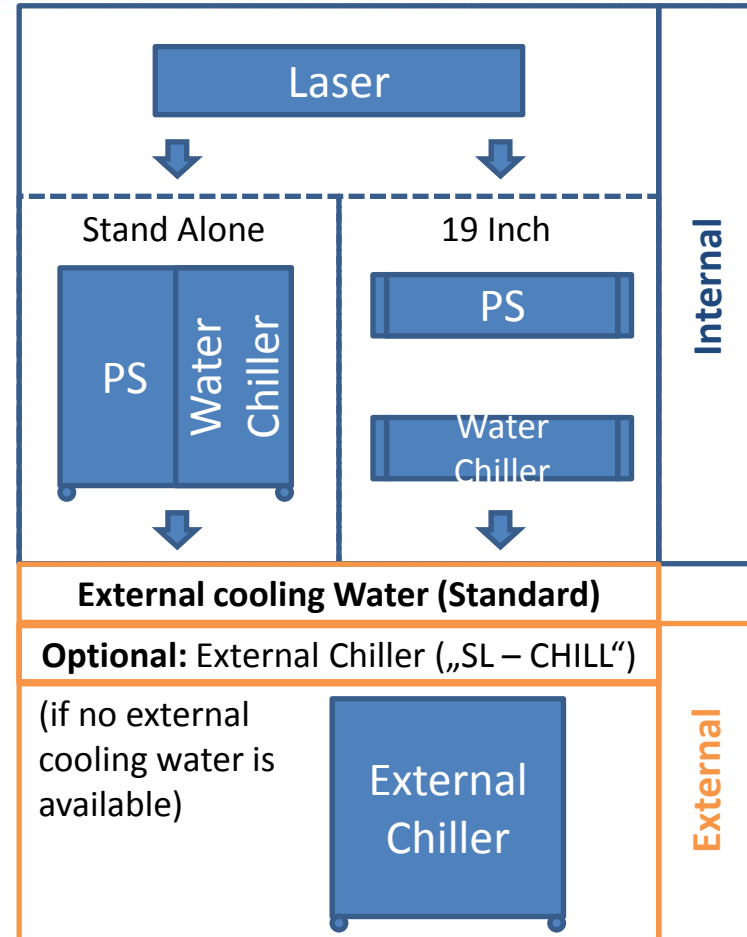 Laser
Stand Alone
19 Inch
PS
Water
Chiller
PS
Water
Chiller
Internal
External cooling Water (Standard)
Optional: External Chiller („SL – CHILL“)
(if no external
cooling water is
available)
External
Chiller
External